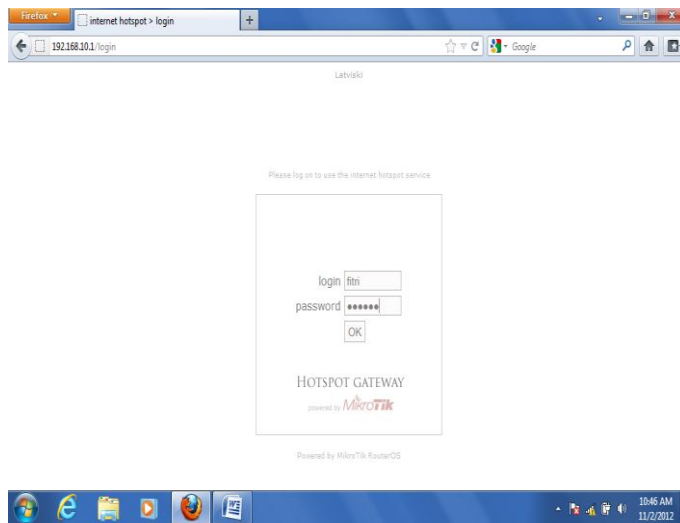 Firefox
internet hotspot > login
192.168.10.1/login
Google
Latviski
Please log on to use the internet hotspot service
login fitri
password ••••••
OK
HOTSPOT GATEWAY
powered by MikroTik
Powered by MikroTik RouterOS
10:46 AM
11/2/2012